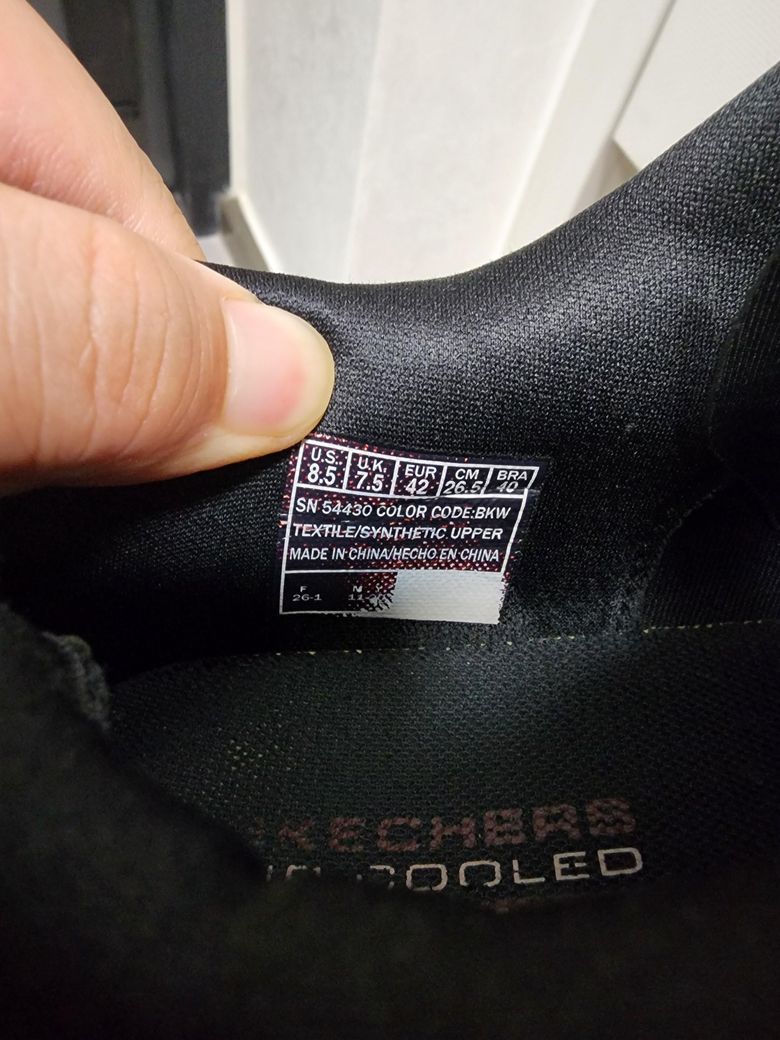 U.S. U.K. EUR CM BRA
8.5 7.5 42 26.5 40
SN 54430 COLOR CODE:BKW
TEXTILE/SYNTHETIC UPPER
MADE IN CHINA/HECHO EN CHINA
F N
26-1
SKECHERS
COOLED